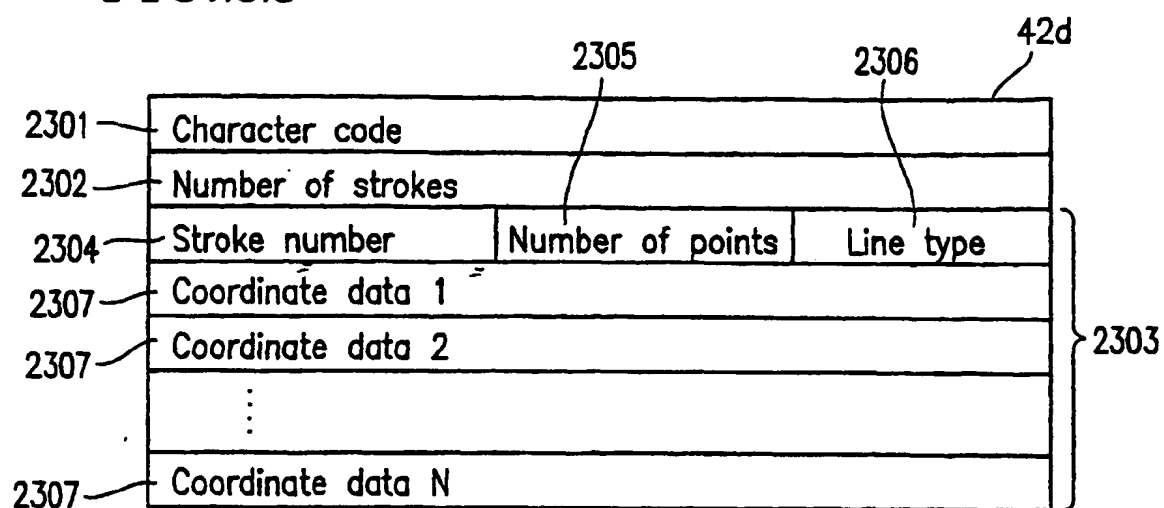 42d
2305 2306
2301 Character code
2302 Number of strokes
2304 Stroke number Number of points Line type
2307 Coordinate data 1
2307 Coordinate data 2
2303
2307 Coordinate data N